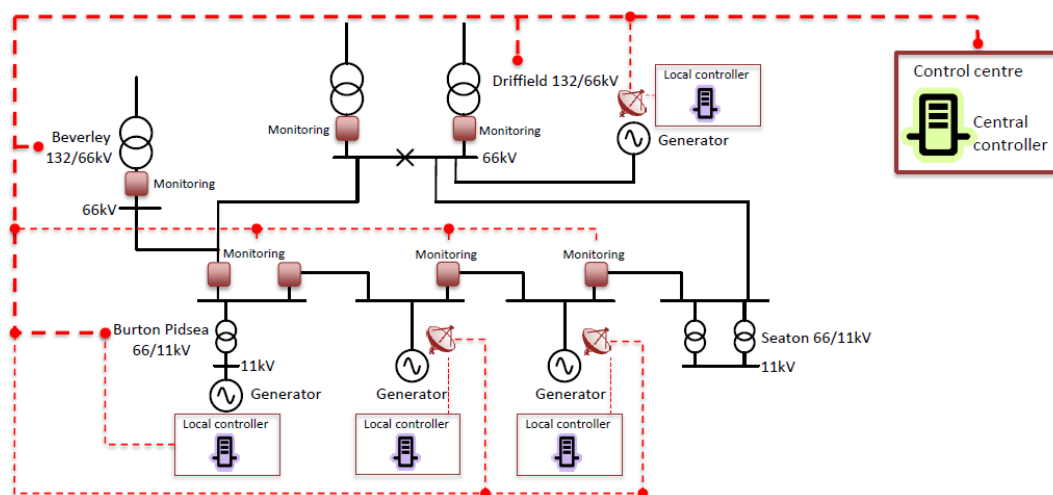 Driffield 132/66kV
Local controller
Control centre
Central
controller
Beverley
132/66kV
Monitoring
Monitoring
Generator
66kV
Monitoring
66kV
Monitoring
Monitoring
Monitoring
Burton Pidsea
66/11kV
11kV
Generator
Generator
Generator
Seaton 66/11kV
11kV
Local controller
Local controller
Local controller